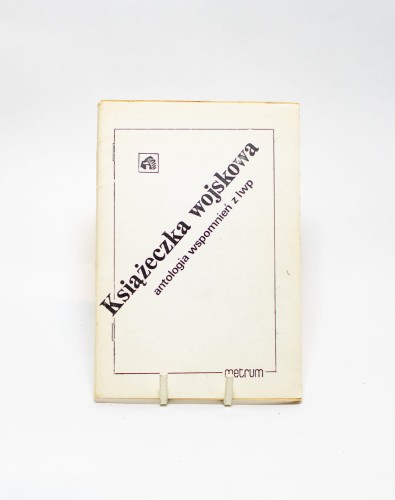 Książeczka wojskowa
antologia wspomnień z lwp
metrum